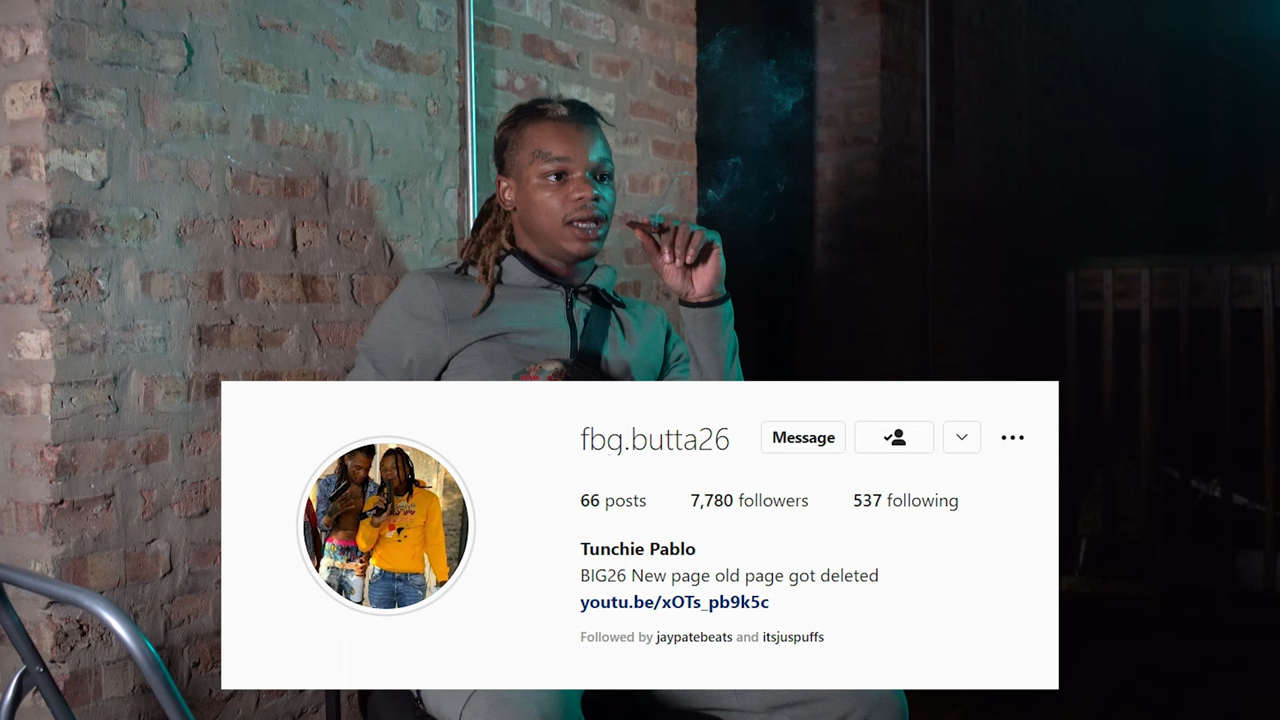 fbg.butta26 Message
66 posts 7,780 followers 537 following
Tunchie Pablo
BIG26 New page old page got deleted
youtu.be/xOTs_pb9k5c
Followed by jaypatebeats and itsjuspuffs